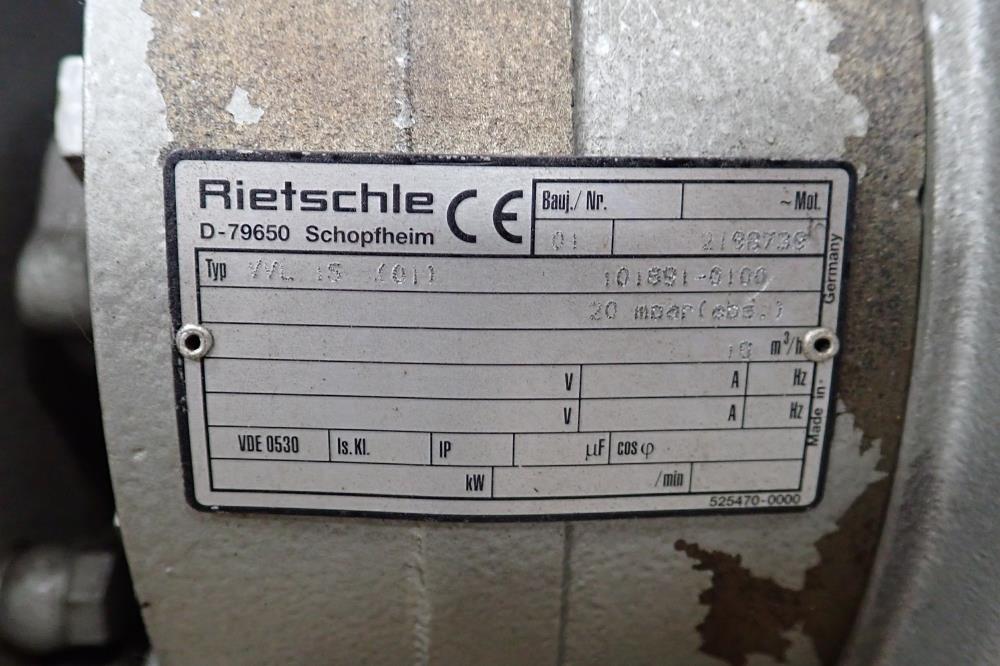 Rietschle CE
D-79650 Schopfheim
Bauj./ Nr. ~ Mot.
01 2198739
Typ VVL 15 (01) 101891-0100
20 mbar(abs.)
15 m³/h
V A Hz
V A Hz
VDE 0530 Is.Kl. IP µF cos φ
kW /min
525470-0000
Made in Germany